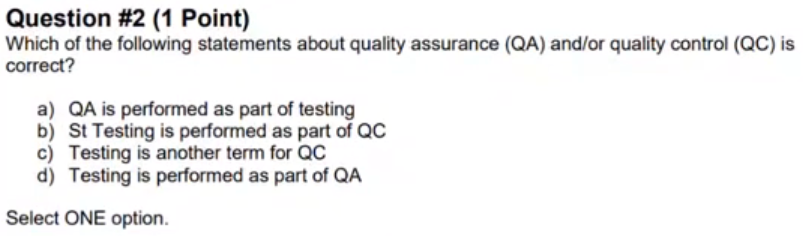 Question #2 (1 Point)
Which of the following statements about quality assurance (QA) and/or quality control (QC) is
correct?
a) QA is performed as part of testing
b) St Testing is performed as part of QC
c) Testing is another term for QC
d) Testing is performed as part of QA
Select ONE option.